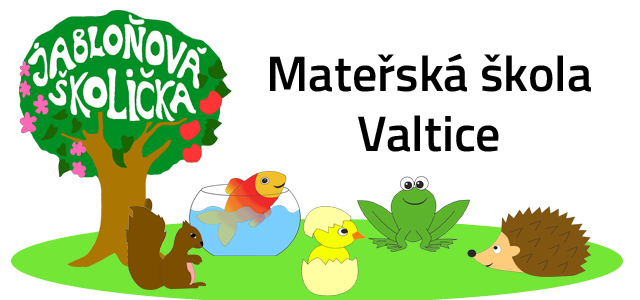 JABLOŇOVÁ
ŠKOLIČKA
Mateřská škola
Valtice